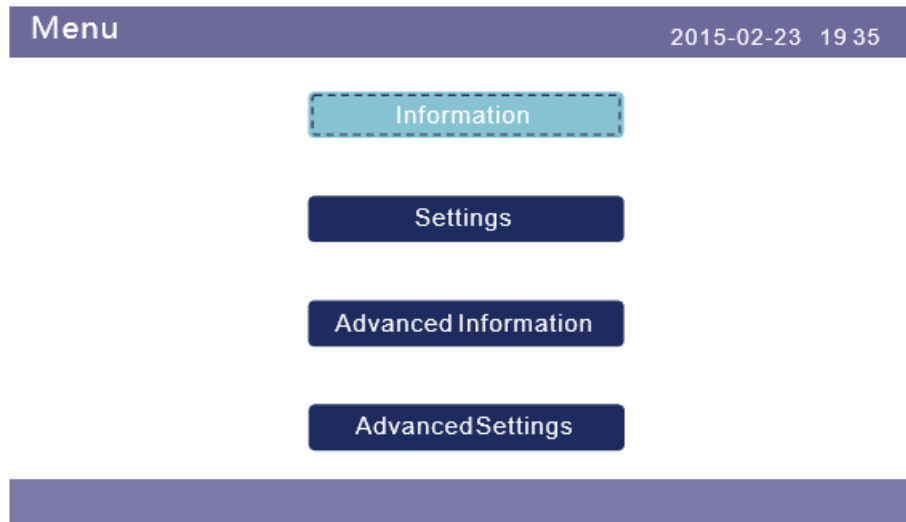 Menu
2015-02-23 19 35
Information
Settings
Advanced Information
AdvancedSettings